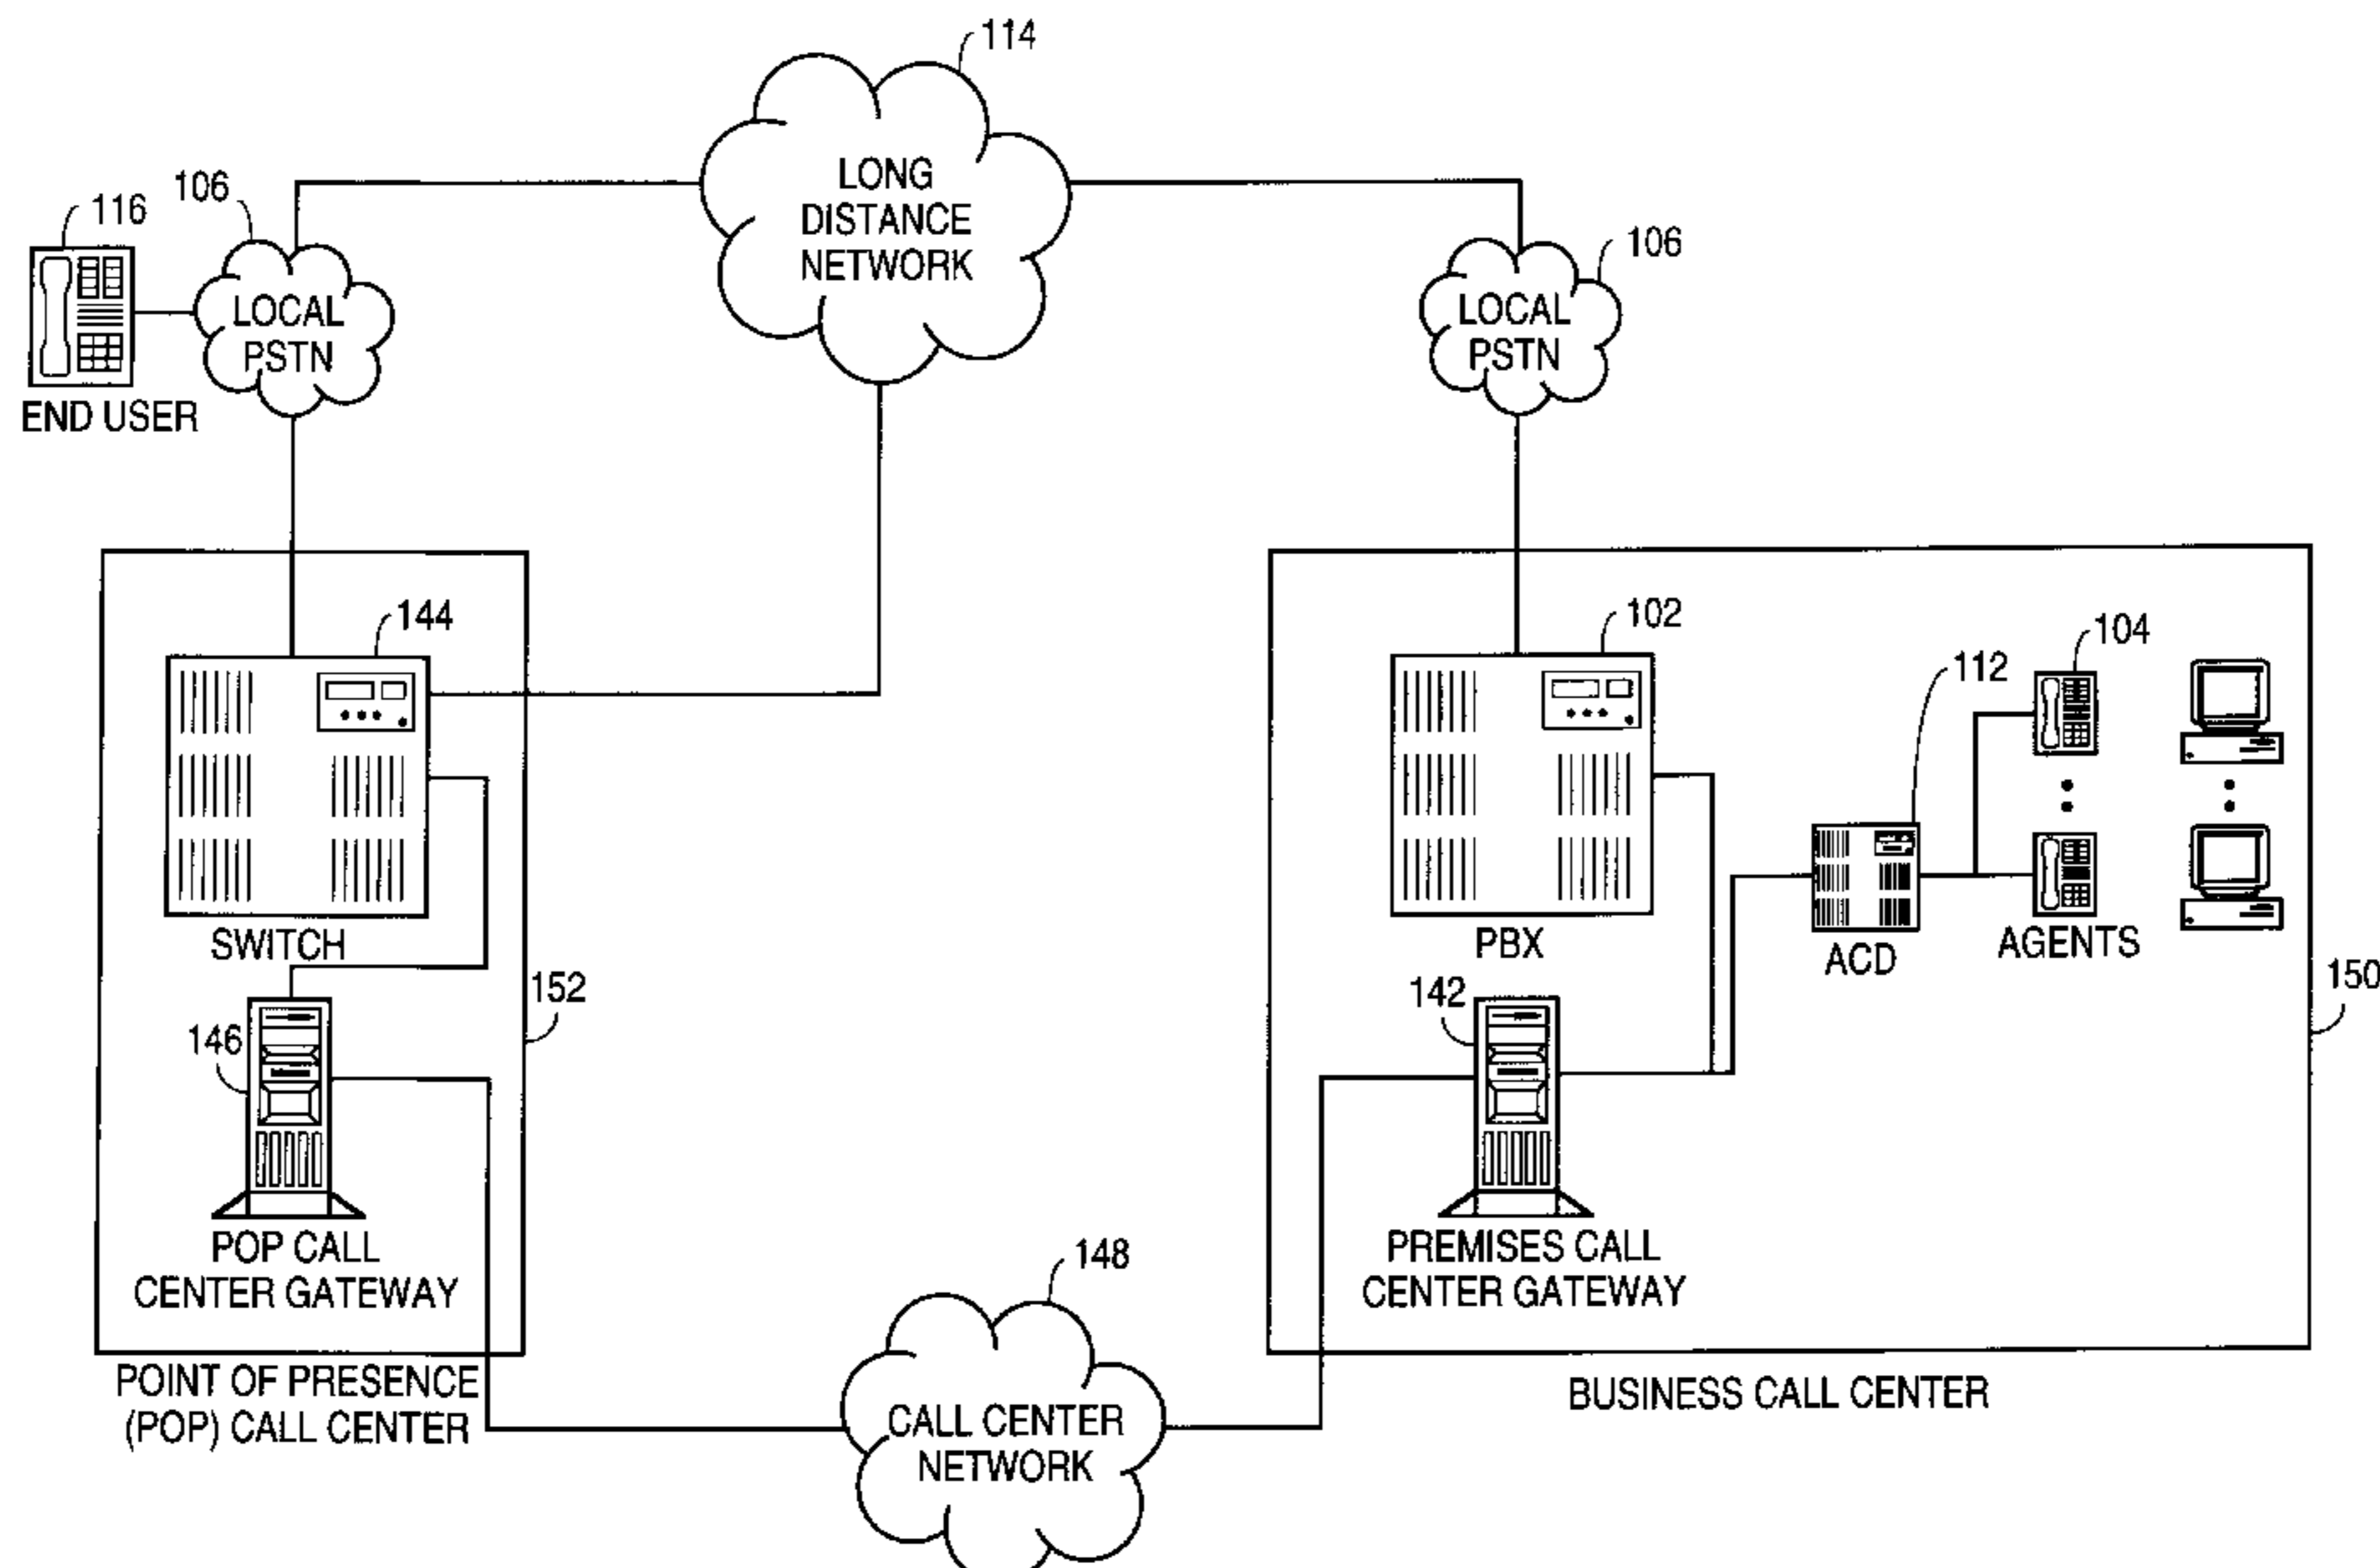 114
LONG
DISTANCE
NETWORK
106
116
LOCAL
PSTN
END USER
106
LOCAL
PSTN
144
SWITCH
152
146
POP CALL
CENTER GATEWAY
POINT OF PRESENCE
(POP) CALL CENTER
102
PBX
112
104
ACD
AGENTS
150
142
PREMISES CALL
CENTER GATEWAY
BUSINESS CALL CENTER
148
CALL CENTER
NETWORK